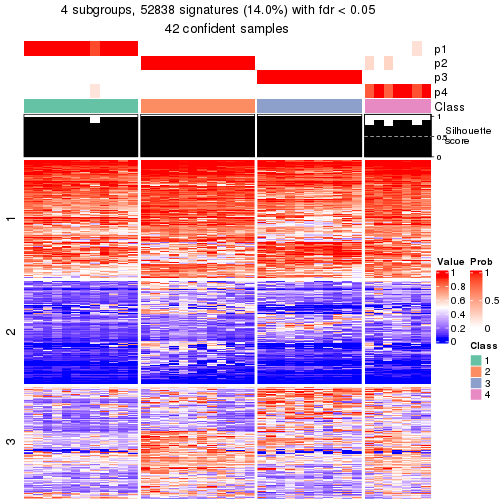 4 subgroups, 52838 signatures (14.0%) with fdr < 0.05
42 confident samples
p1
p2
p3
p4
Class
1
0.5
0
Silhouette
score
1
2
3
Value
1
0.8
0.6
0.4
0.2
0
Prob
1
0.5
0
Class
1
2
3
4